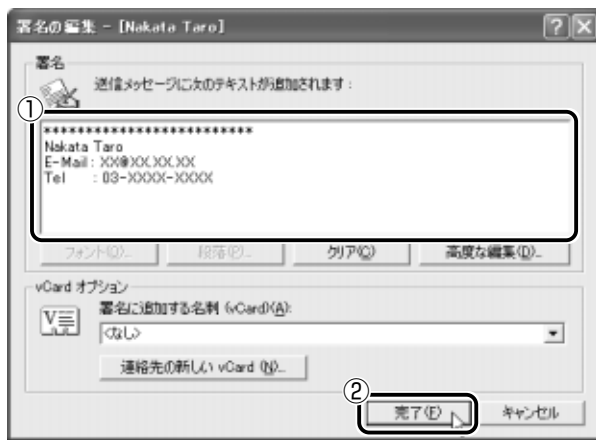 署名の編集 - [Nakata Taro]
署名
送信メッセージに次のテキストが追加されます：
①
*************************
Nakata Taro
E-Mail : XX@XX.XX.XX
Tel : 03-XXXX-XXXX
フォント(O)... 段落(P)... クリア(C) 高度な編集(D)...
vCard オプション
署名に追加する名刺 (vCard)(A):
<なし>
連絡先の新しい vCard (N)...
②
完了(F) キャンセル